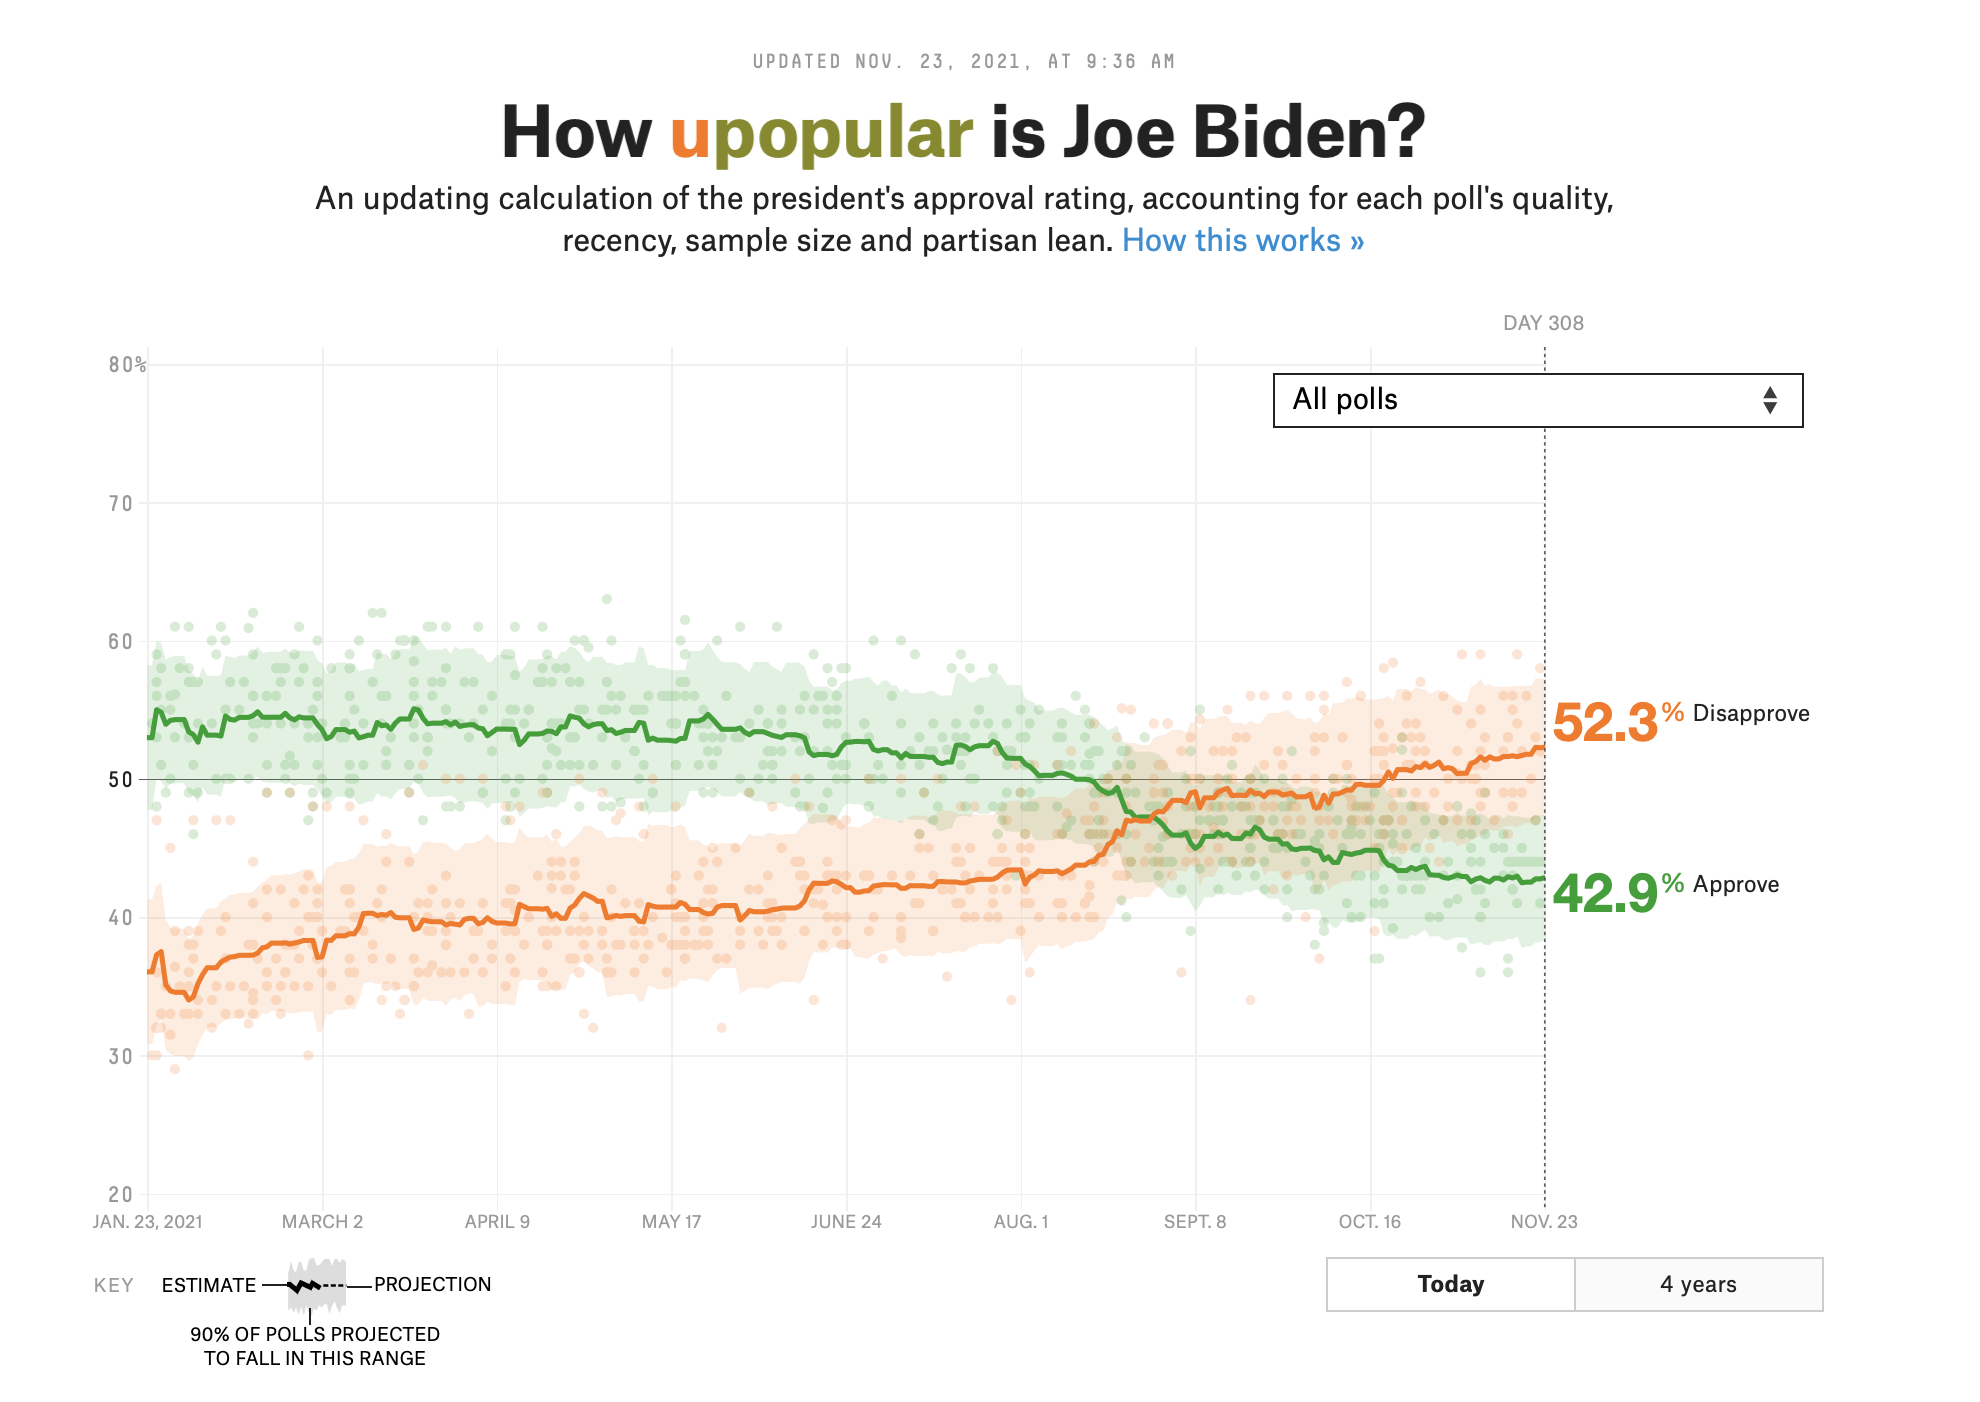 UPDATED NOV. 23, 2021, AT 9:36 AM
How upopular is Joe Biden?
An updating calculation of the president's approval rating, accounting for each poll's quality,
recency, sample size and partisan lean. How this works »
DAY 308
80%
All polls
70
60
52.3% Disapprove
50
42.9% Approve
40
30
20
JAN. 23, 2021 MARCH 2 APRIL 9 MAY 17 JUNE 24 AUG. 1 SEPT. 8 OCT. 16 NOV. 23
KEY ESTIMATE PROJECTION
90% OF POLLS PROJECTED
TO FALL IN THIS RANGE
Today 4 years